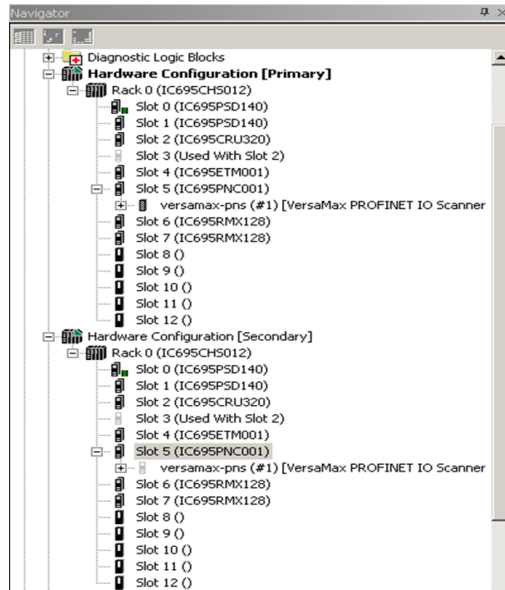 Navigator
Diagnostic Logic Blocks
Hardware Configuration [Primary]
Rack 0 (IC695CHS012)
Slot 0 (IC695PSD140)
Slot 1 (IC695PSD140)
Slot 2 (IC695CRU320)
Slot 3 (Used With Slot 2)
Slot 4 (IC695ETM001)
Slot 5 (IC695PNC001)
versamax-pns (#1) [VersaMax PROFINET IO Scanner
Slot 6 (IC695RMX128)
Slot 7 (IC695RMX128)
Slot 8 ()
Slot 9 ()
Slot 10 ()
Slot 11 ()
Slot 12 ()
Hardware Configuration [Secondary]
Rack 0 (IC695CHS012)
Slot 0 (IC695PSD140)
Slot 1 (IC695PSD140)
Slot 2 (IC695CRU320)
Slot 3 (Used With Slot 2)
Slot 4 (IC695ETM001)
Slot 5 (IC695PNC001)
versamax-pns (#1) [VersaMax PROFINET IO Scanner
Slot 6 (IC695RMX128)
Slot 7 (IC695RMX128)
Slot 8 ()
Slot 9 ()
Slot 10 ()
Slot 11 ()
Slot 12 ()